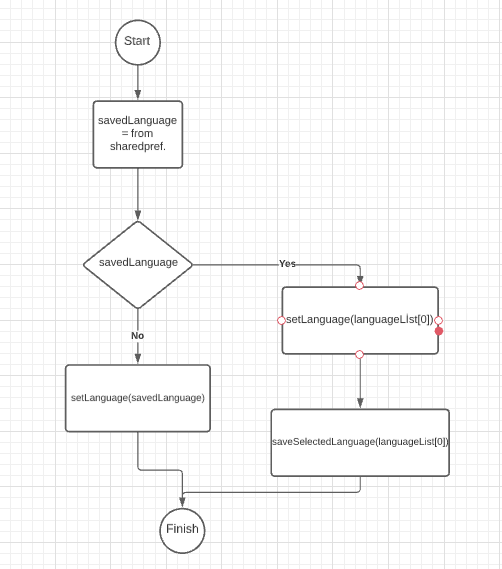 Start
savedLanguage
= from
sharedpref.
savedLanguage
Yes
setLanguage(languageLIst[0])
No
setLanguage(savedLanguage)
saveSelectedLanguage(languageList[0])
Finish